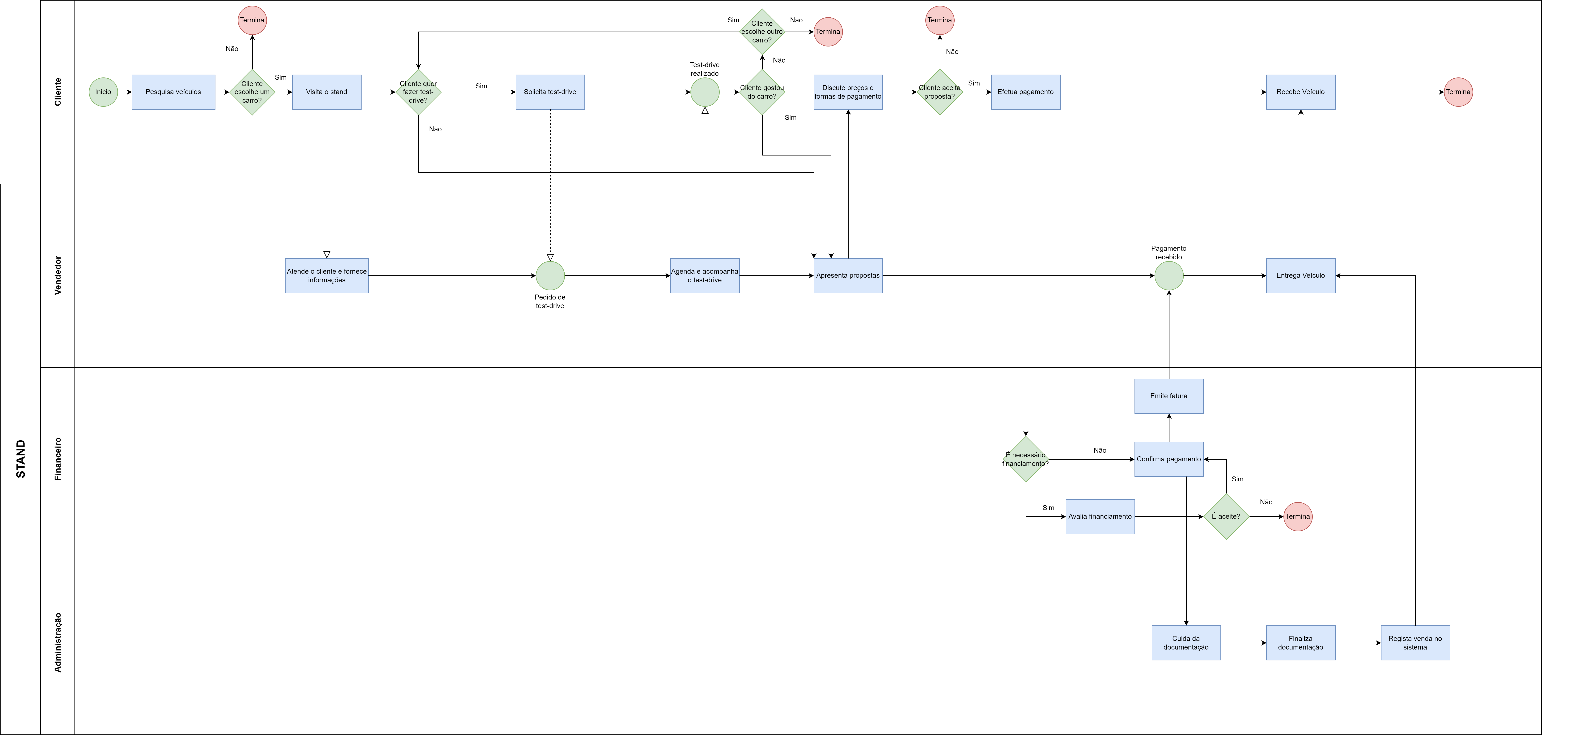 STAND
Cliente
Vendedor
Financeiro
Administração
Início
Pesquisa veículos
Termina
Não
Cliente
escolhe um
carro?
Sim
Visita o stand
Cliente quer
fazer test-
drive?
Sim
Não
Solicita test-drive
Test-drive
realizado
Cliente
escolhe outro
carro?
Sim
Não
Termina
Não
Cliente gostou
do carro?
Sim
Discute preços e
formas de pagamento
Termina
Não
Cliente aceita
proposta?
Sim
Efetua pagamento
Recebe Veículo
Termina
Atende o cliente e fornece
informações
Pedido de
test-drive
Agenda e acompanha
o test-drive
Apresenta propostas
Pagamento
recebido
Entrega Veículo
Emite fatura
É necessário
financiamento?
Não
Confirma pagamento
Sim
Sim
Avalia financiamento
É aceite?
Não
Termina
Cuida da
documentação
Finaliza
documentação
Regista venda no
sistema